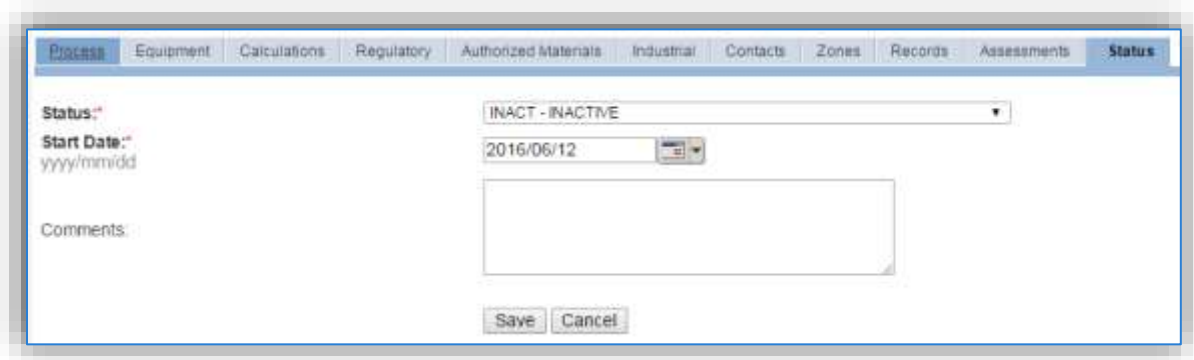 Process Equipment Calculations Regulatory Authorized Materials Industrial Contacts Zones Records Assessments Status
Status:* INACT - INACTIVE
Start Date:* 2016/06/12
yyyy/mm/dd
Comments:
Save Cancel